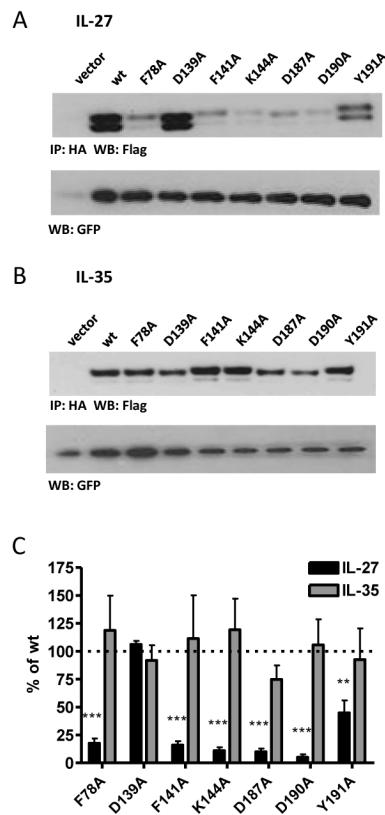 A IL-27
vector wt F78A D139A F141A K144A D187A D190A Y191A
IP: HA WB: Flag
WB: GFP
B IL-35
vector wt F78A D139A F141A K144A D187A D190A Y191A
IP: HA WB: Flag
WB: GFP
C
IL-27
IL-35
% of wt
175
150
125
100
75
50
25
0
*** *** *** *** *** **
F78A D139A F141A K144A D187A D190A Y191A